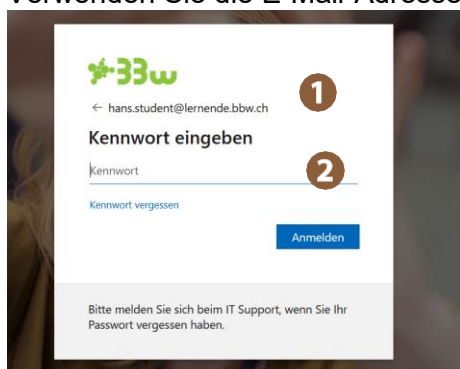 Verwenden Sie die E-Mail-Adresse
BBW
← hans.student@lernende.bbw.ch
1
Kennwort eingeben
Kennwort
2
Kennwort vergessen
Anmelden
Bitte melden Sie sich beim IT Support, wenn Sie Ihr
Passwort vergessen haben.